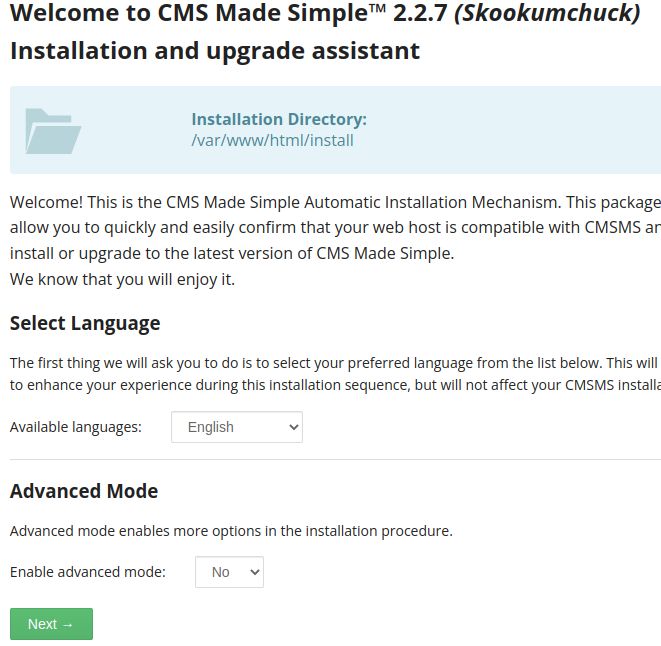 Welcome to CMS Made Simple™ 2.2.7 (Skookumchuck)
Installation and upgrade assistant
Installation Directory:
/var/www/html/install
Welcome! This is the CMS Made Simple Automatic Installation Mechanism. This package
allow you to quickly and easily confirm that your web host is compatible with CMSMS
install or upgrade to the latest version of CMS Made Simple.
We know that you will enjoy it.
Select Language
The first thing we will ask you to do is to select your preferred language from the list below. This will
to enhance your experience during this installation sequence, but will not affect your CMSMS
Available languages:
English
Advanced Mode
Advanced mode enables more options in the installation procedure.
Enable advanced mode:
No
Next →